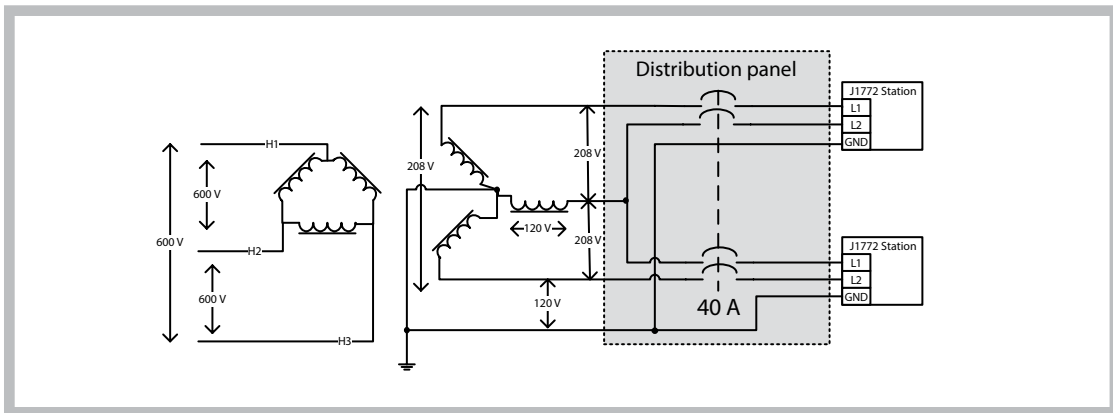 Distribution panel
J1772 Station
L1
L2
GND
H1
600 V
600 V
H2
600 V
H3
208 V
208 V
120 V
208 V
120 V
40 A
J1772 Station
L1
L2
GND